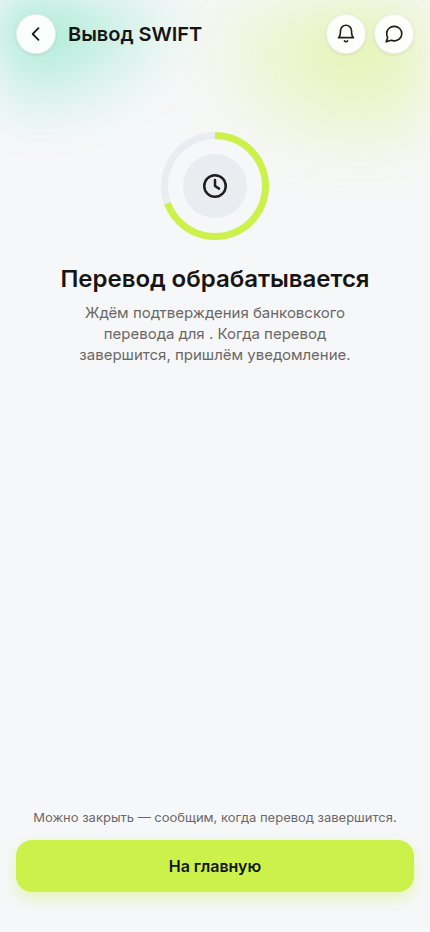 Вывод SWIFT
Перевод обрабатывается
Ждём подтверждения банковского
перевода для . Когда перевод
завершится, пришлём уведомление.
Можно закрыть — сообщим, когда перевод завершится.
На главную